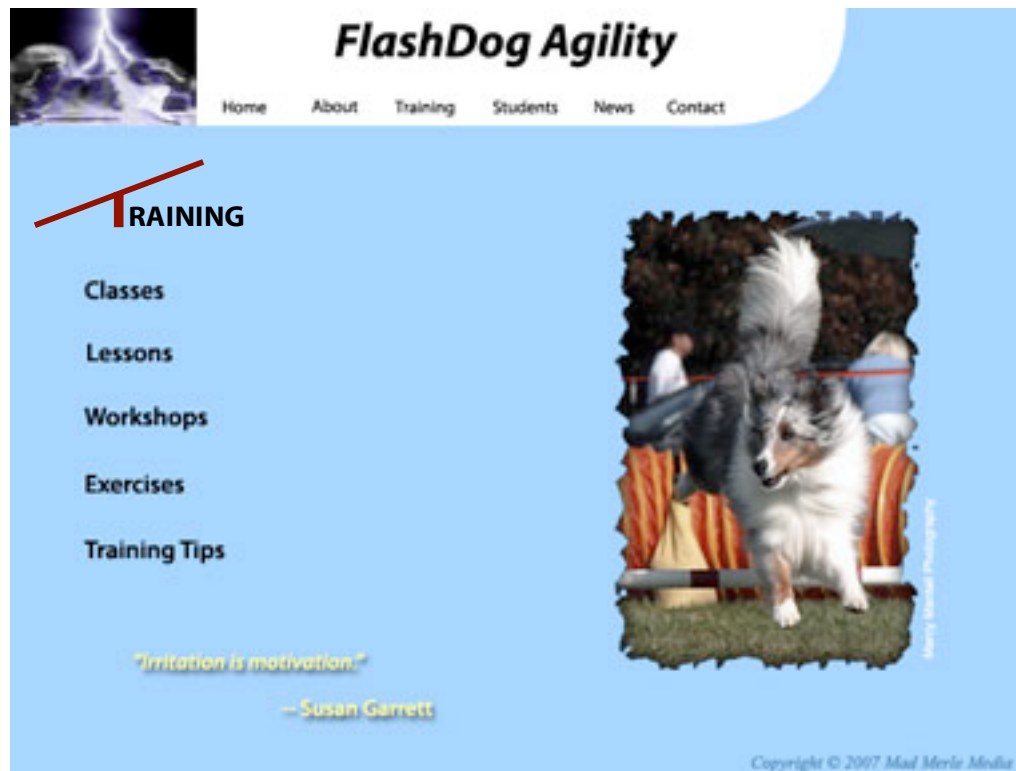 FlashDog Agility
Home About Training Students News Contact
TRAINING
Classes
Lessons
Workshops
Exercises
Training Tips
"Irritation is motivation."
-- Susan Garrett
Photography
Copyright © 2007 Mad Merle Media